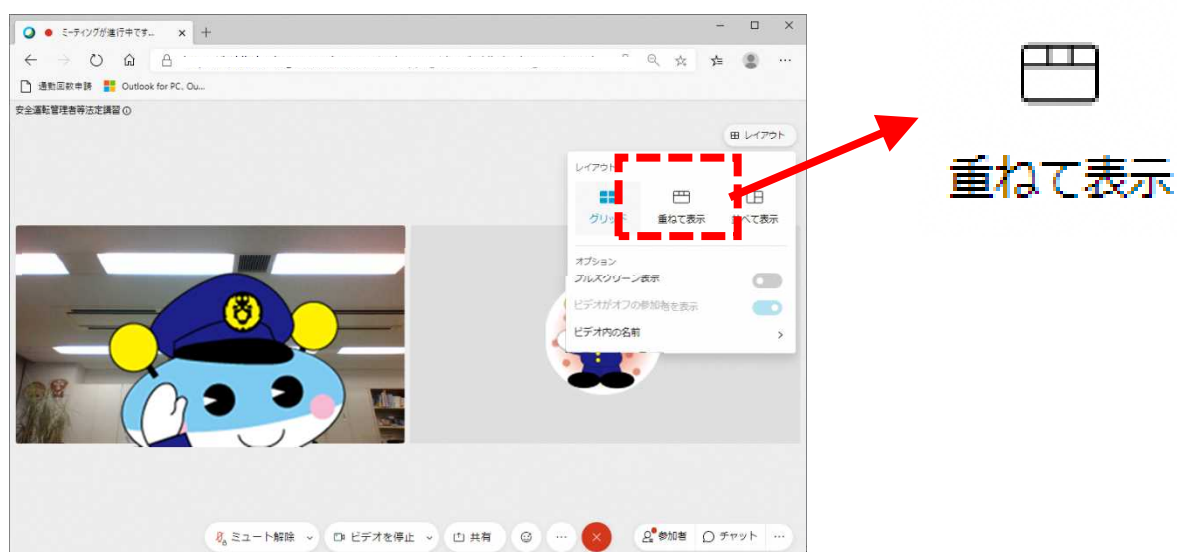 ミーティングが進行中です...
通勤回数申請 Outlook for PC, Ou...
安全運転管理者等法定講習
レイアウト
レイアウト
グリッド 重ねて表示 並べて表示
オプション
フルスクリーン表示
ビデオがオフの参加者を表示
ビデオ内の名前
ミュート解除 ビデオを停止 共有 参加者 チャット
重ねて表示